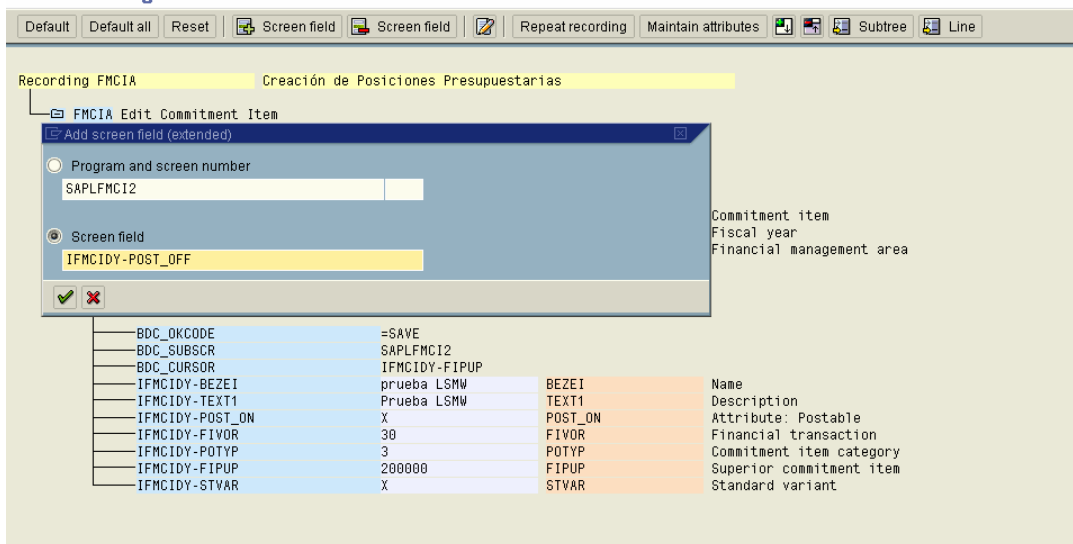 Default Default all Reset Screen field Screen field Repeat recording Maintain attributes Subtree Line
Recording FMCIA Creación de Posiciones Presupuestarias
FMCIA Edit Commitment Item
Add screen field (extended)
Program and screen number
SAPLFMCI2
Commitment item
Screen field Fiscal year
IFMCIDY-POST_OFF Financial management area
BDC_OKCODE =SAVE
BDC_SUBSCR SAPLFMCI2
BDC_CURSOR IFMCIDY-FIPUP
IFMCIDY-BEZEI prueba LSMW BEZEI Name
IFMCIDY-TEXT1 Prueba LSMW TEXT1 Description
IFMCIDY-POST_ON X POST_ON Attribute: Postable
IFMCIDY-FIVOR 30 FIVOR Financial transaction
IFMCIDY-POTYP 3 POTYP Commitment item category
IFMCIDY-FIPUP 200000 FIPUP Superior commitment item
IFMCIDY-STVAR X STVAR Standard variant